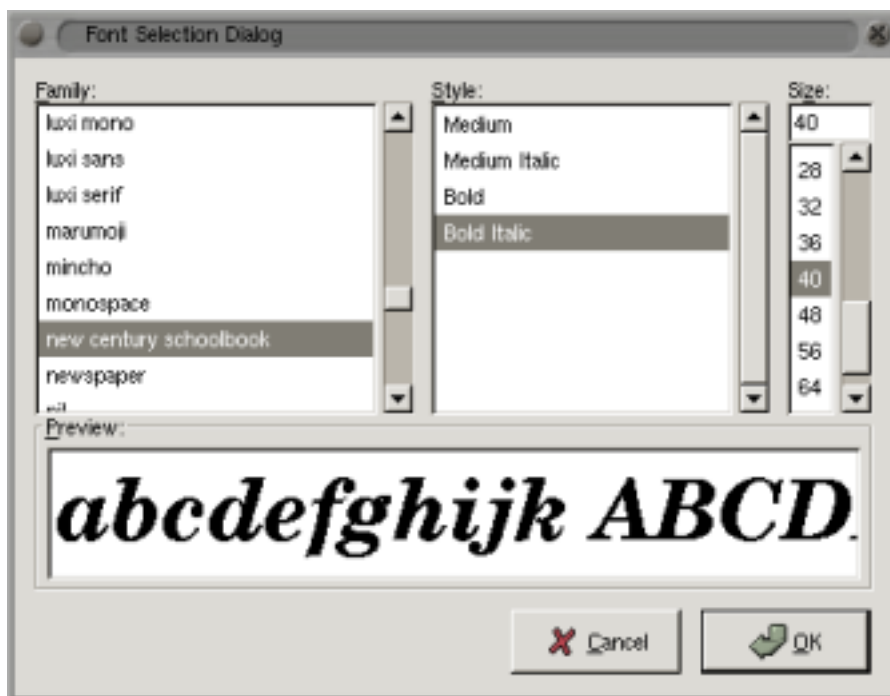 Font Selection Dialog
Family:
luxi mono
luxi sans
luxi serif
marumoji
mincho
monospace
new century schoolbook
newspaper
Style:
Medium
Medium Italic
Bold
Bold Italic
Size:
40
28
32
36
40
48
56
64
Preview:
abcdefghijk ABCD
Cancel
OK